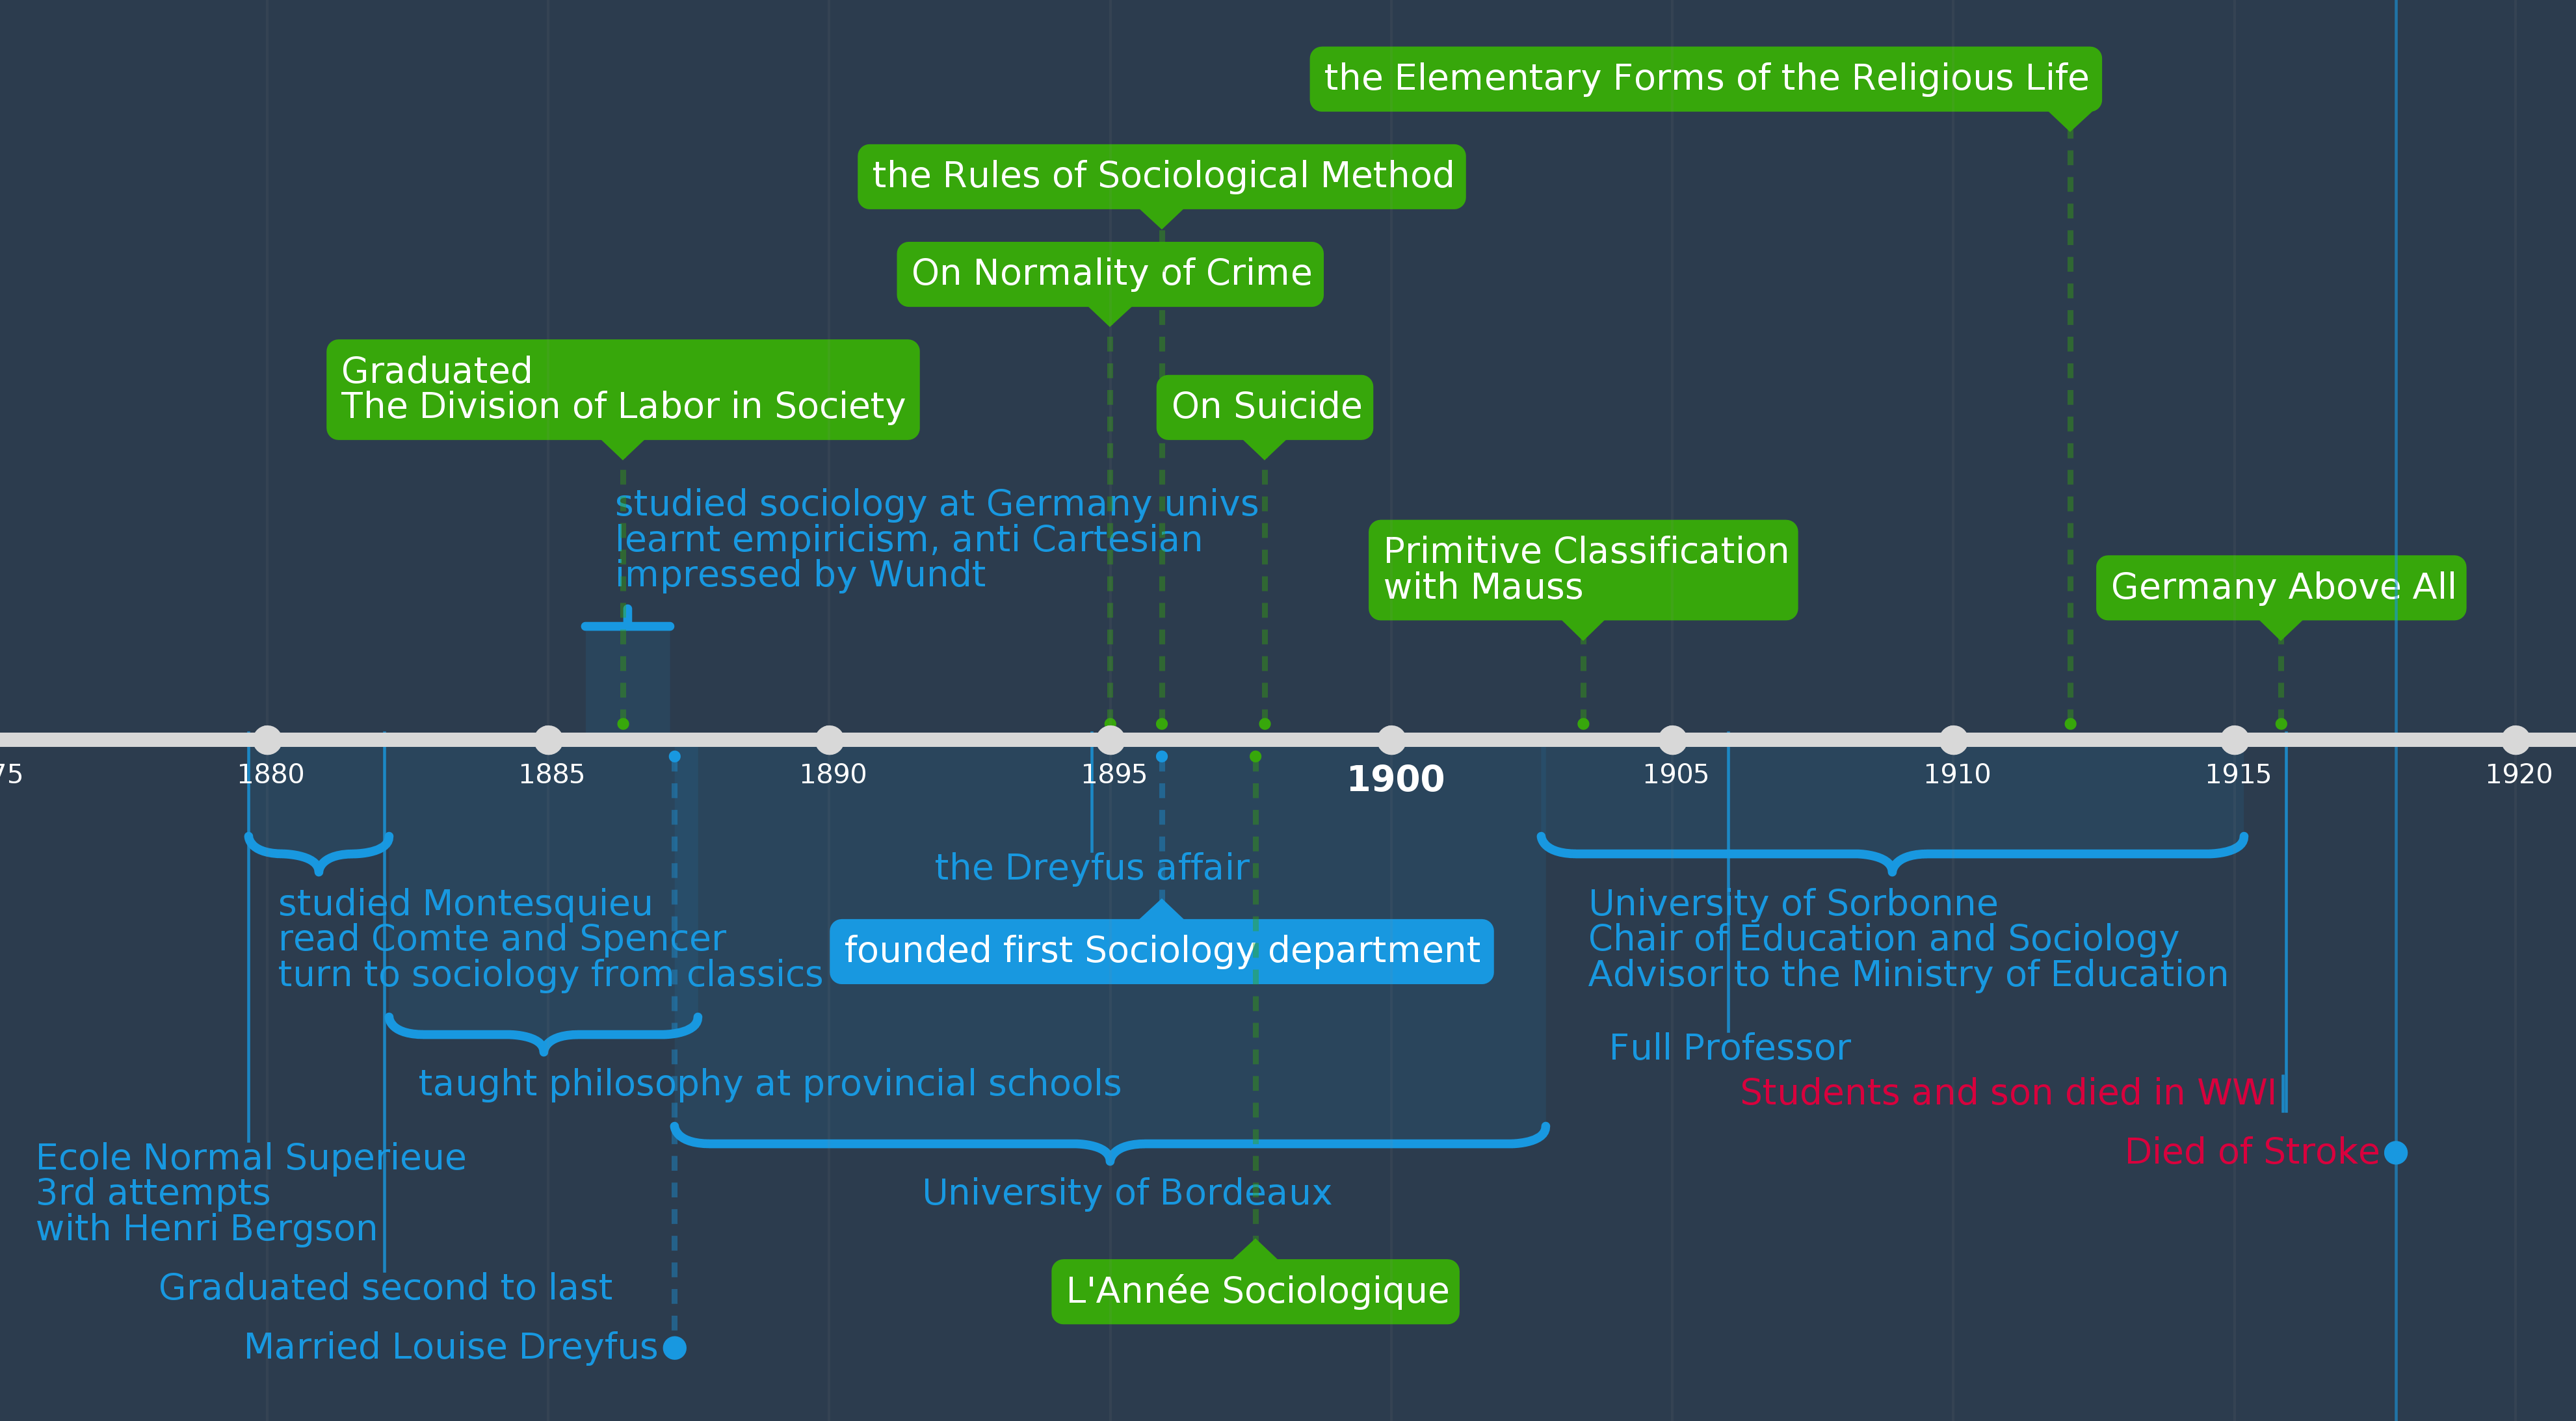 the Elementary Forms of the Religious Life
the Rules of Sociological Method
On Normality of Crime
Graduated
The Division of Labor in Society
On Suicide
studied sociology at Germany univs
learnt empiricism, anti Cartesian
impressed by Wundt
Primitive Classification
with Mauss
Germany Above All
75
1880
1885
1890
1895
1900
1905
1910
1915
1920
the Dreyfus affair
studied Montesquieu
read Comte and Spencer
turn to sociology from classics
founded first Sociology department
University of Sorbonne
Chair of Education and Sociology
Advisor to the Ministry of Education
Full Professor
taught philosophy at provincial schools
Students and son died in WWI
Died of Stroke
Ecole Normal Superieue
3rd attempts
with Henri Bergson
University of Bordeaux
Graduated second to last
L'Année Sociologique
Married Louise Dreyfus